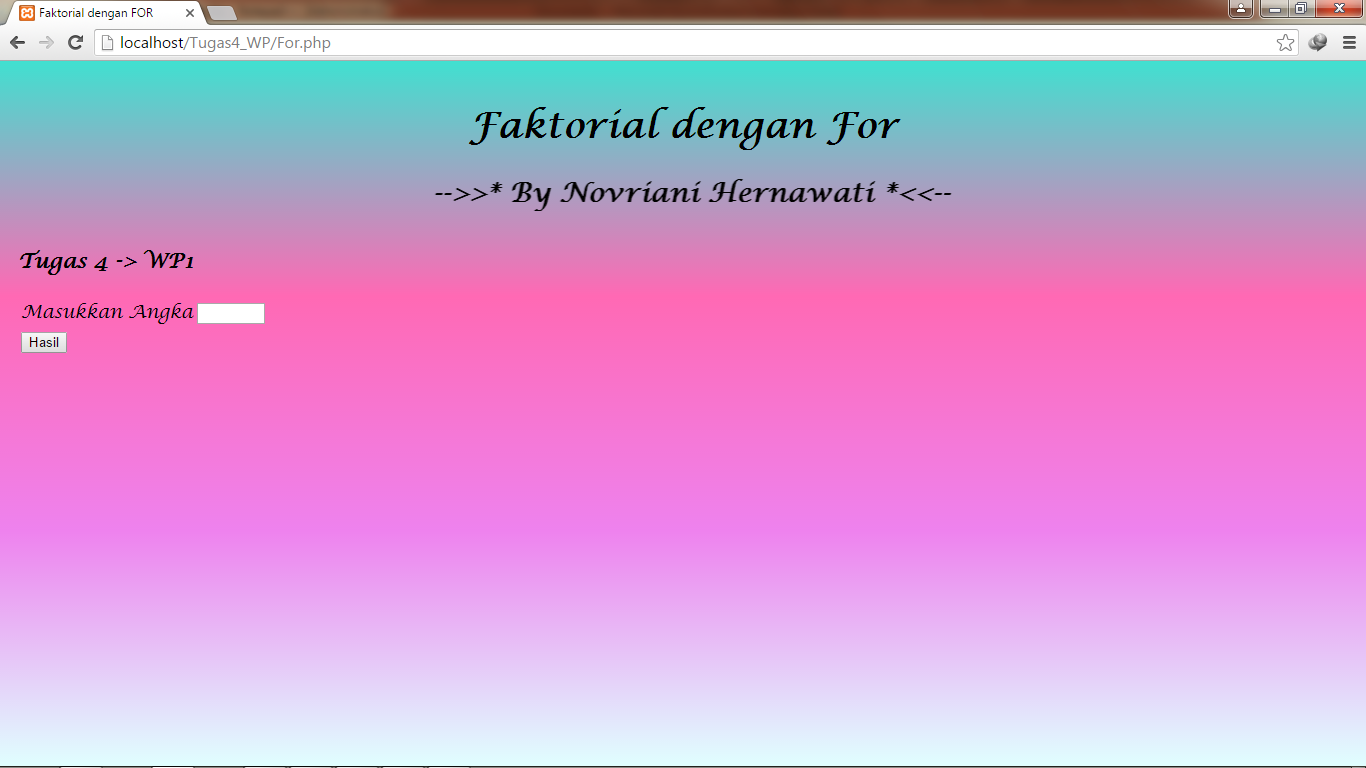 Faktorial dengan FOR
localhost/Tugas4_WP/For.php
Faktorial dengan For
-->>* By Novriani Hernawati *<<--
Tugas 4 -> WP1
Masukkan Angka
Hasil